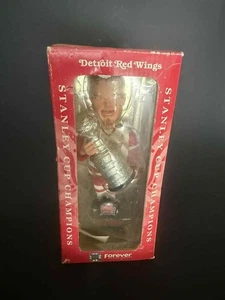 Detroit Red Wings
STANLEY CUP CHAMPIONS
STANLEY CUP CHAMPIONS
Forever